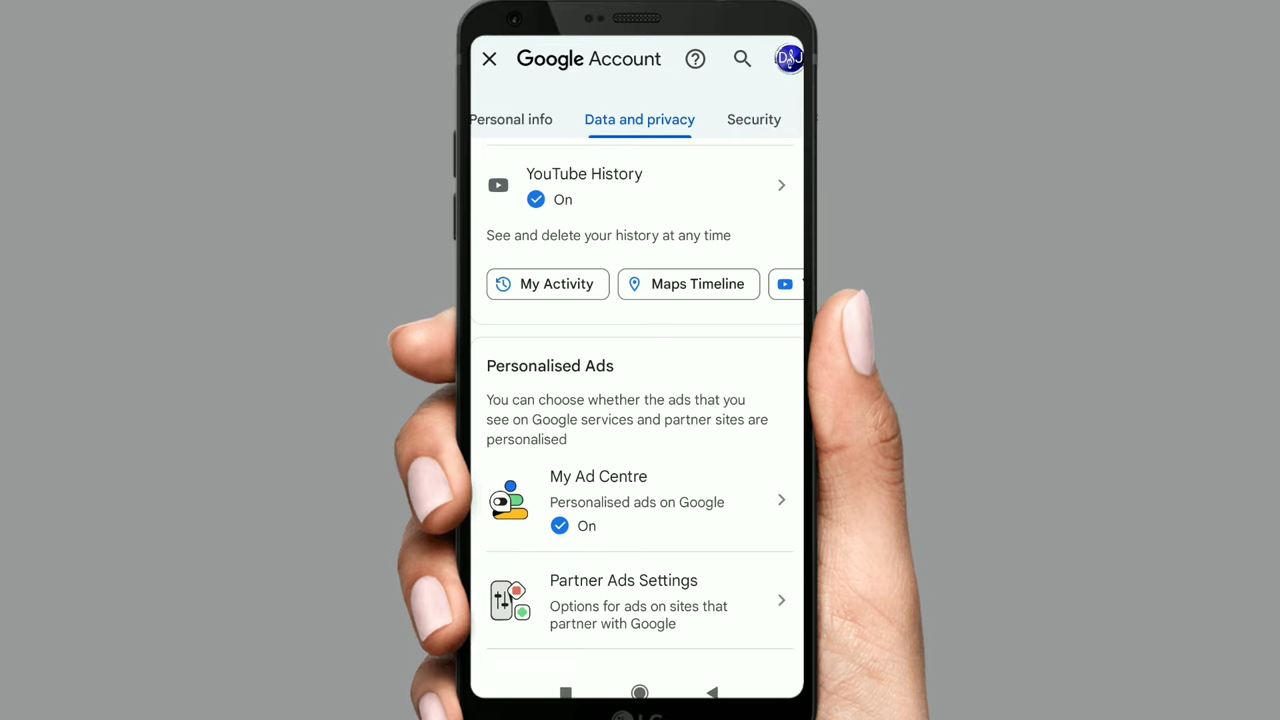 Google Account
DJ
Personal info
Data and privacy
Security
YouTube History
On
See and delete your history at any time
My Activity
Maps Timeline
Personalised Ads
You can choose whether the ads that you
see on Google services and partner sites are
personalised
My Ad Centre
Personalised ads on Google
On
Partner Ads Settings
Options for ads on sites that
partner with Google
LG